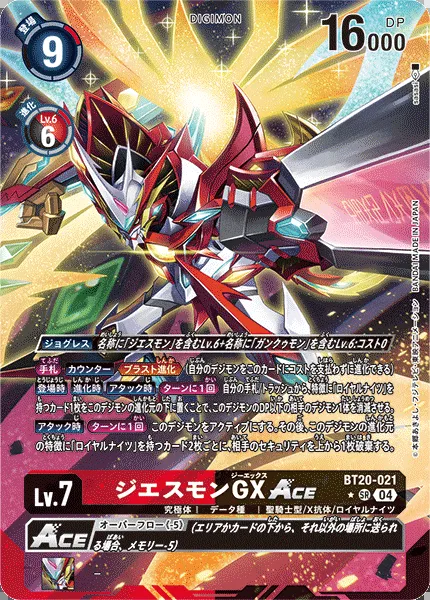 DIGIMON
登場
9
DP
16000
進化
Lv.6
6
BANDAI MADE IN JAPAN
©本郷あきよし・フジテレビ・東映アニメーション
ジョグレス 名称に「ジエスモン」を含むLv.6+名称に「ガンクゥモン」を含むLv.6:コスト0
手札 カウンター ブラスト進化 (自分のデジモンをこのカードにコストを支払わず進化できる)
登場時 進化時 アタック時 ターンに1回 自分の手札/トラッシュから、特徴に「ロイヤルナイツ」を
持つカード1枚をこのデジモンの進化元の下に置くことで、このデジモンのDP以下の相手のデジモン1体を消滅させる。
アタック時 ターンに1回 このデジモンをアクティブにする。その後、このデジモンの進化元
の特徴に「ロイヤルナイツ」を持つカード2枚ごとに、相手のセキュリティを上から1枚破棄する。
ジーエックス
BT20-021
Lv.7 ジエスモンGX ACE
SR 04
究極体 データ種 聖騎士型/X抗体/ロイヤルナイツ
ACE オーバーフロー《-5》 (エリアかカードの下から、それ以外の場所に送られ
る場合、メモリー-5)